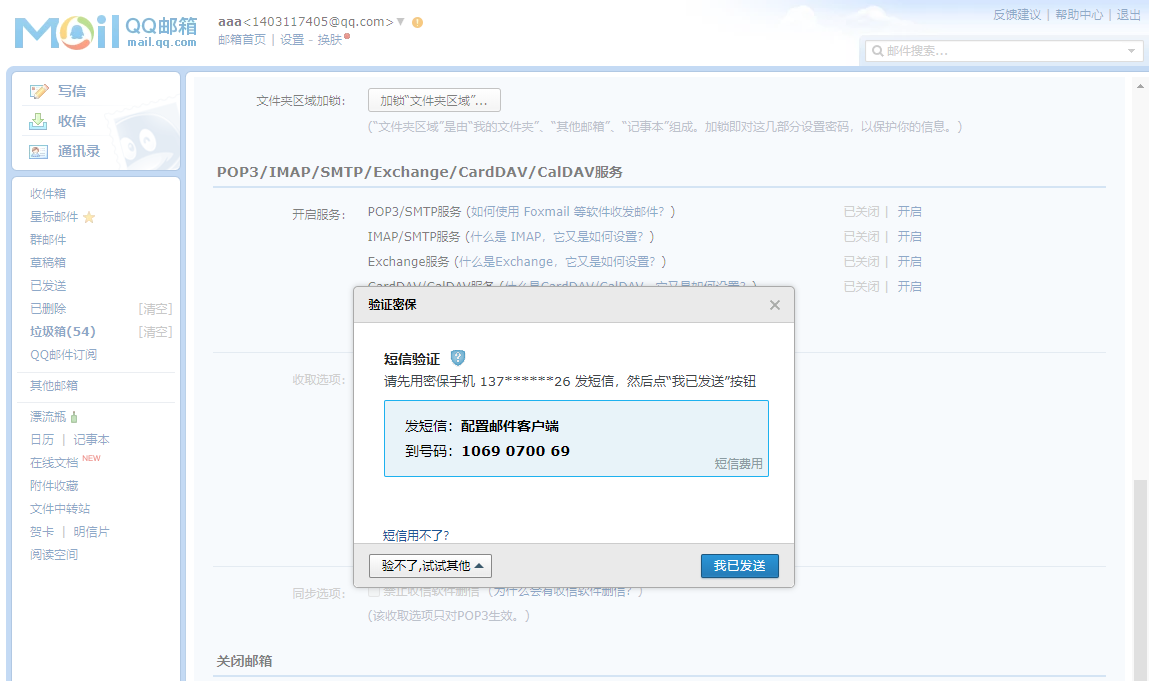 Mail QQ邮箱
mail.qq.com
aaa<1403117405@qq.com>
邮箱首页 | 设置 - 换肤
反馈建议 | 帮助中心 | 退出
邮件搜索...
写信
收信
通讯录
收件箱
星标邮件
群邮件
草稿箱
已发送
已删除 [清空]
垃圾箱(54) [清空]
QQ邮件订阅
其他邮箱
漂流瓶
日历 | 记事本
在线文档 NEW
附件收藏
文件中转站
贺卡 | 明信片
阅读空间
文件夹区域加锁: 加锁“文件夹区域”...
(“文件夹区域”是由“我的文件夹”、“其他邮箱”、“记事本”组成。加锁即对这几部分设置密码，以保护你的信息。)
POP3/IMAP/SMTP/Exchange/CardDAV/CalDAV服务
开启服务: POP3/SMTP服务 (如何使用 Foxmail 等软件收发邮件? ) 已关闭 | 开启
IMAP/SMTP服务 (什么是 IMAP，它又是如何设置? ) 已关闭 | 开启
Exchange服务 (什么是Exchange，它又是如何设置? ) 已关闭 | 开启
CardDAV/CalDAV服务 (什么是CardDAV/CalDAV，它又是如何设置? ) 已关闭 | 开启
验证密保
短信验证
请先用密保手机 137******26 发短信，然后点“我已发送”按钮
发短信: 配置邮件客户端
到号码: 1069 0700 69
短信费用
短信用不了?
验不了,试试其他
我已发送
收取选项:
同步选项: 禁止收信软件删信 (为什么会有收信软件删信? )
(该收取选项只对POP3生效。)
关闭邮箱